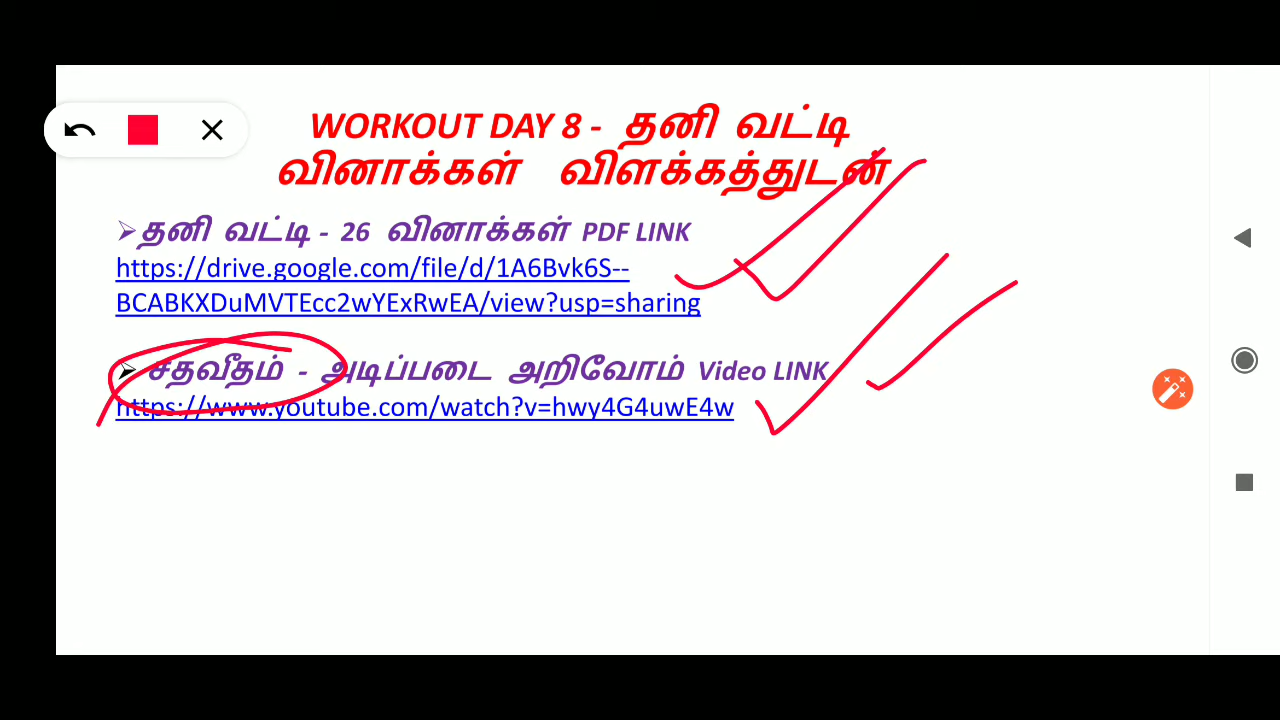 WORKOUT DAY 8 - தனி வட்டி
வினாக்கள் விளக்கத்துடன்
➢தனி வட்டி - 26 வினாக்கள் PDF LINK
https://drive.google.com/file/d/1A6Bvk6S--
BCABKXDuMVTEcc2wYExRwEA/view?usp=sharing
➢ சதவீதம் - அடிப்படை அறிவோம் Video LINK
https://www.youtube.com/watch?v=hwy4G4uwE4w